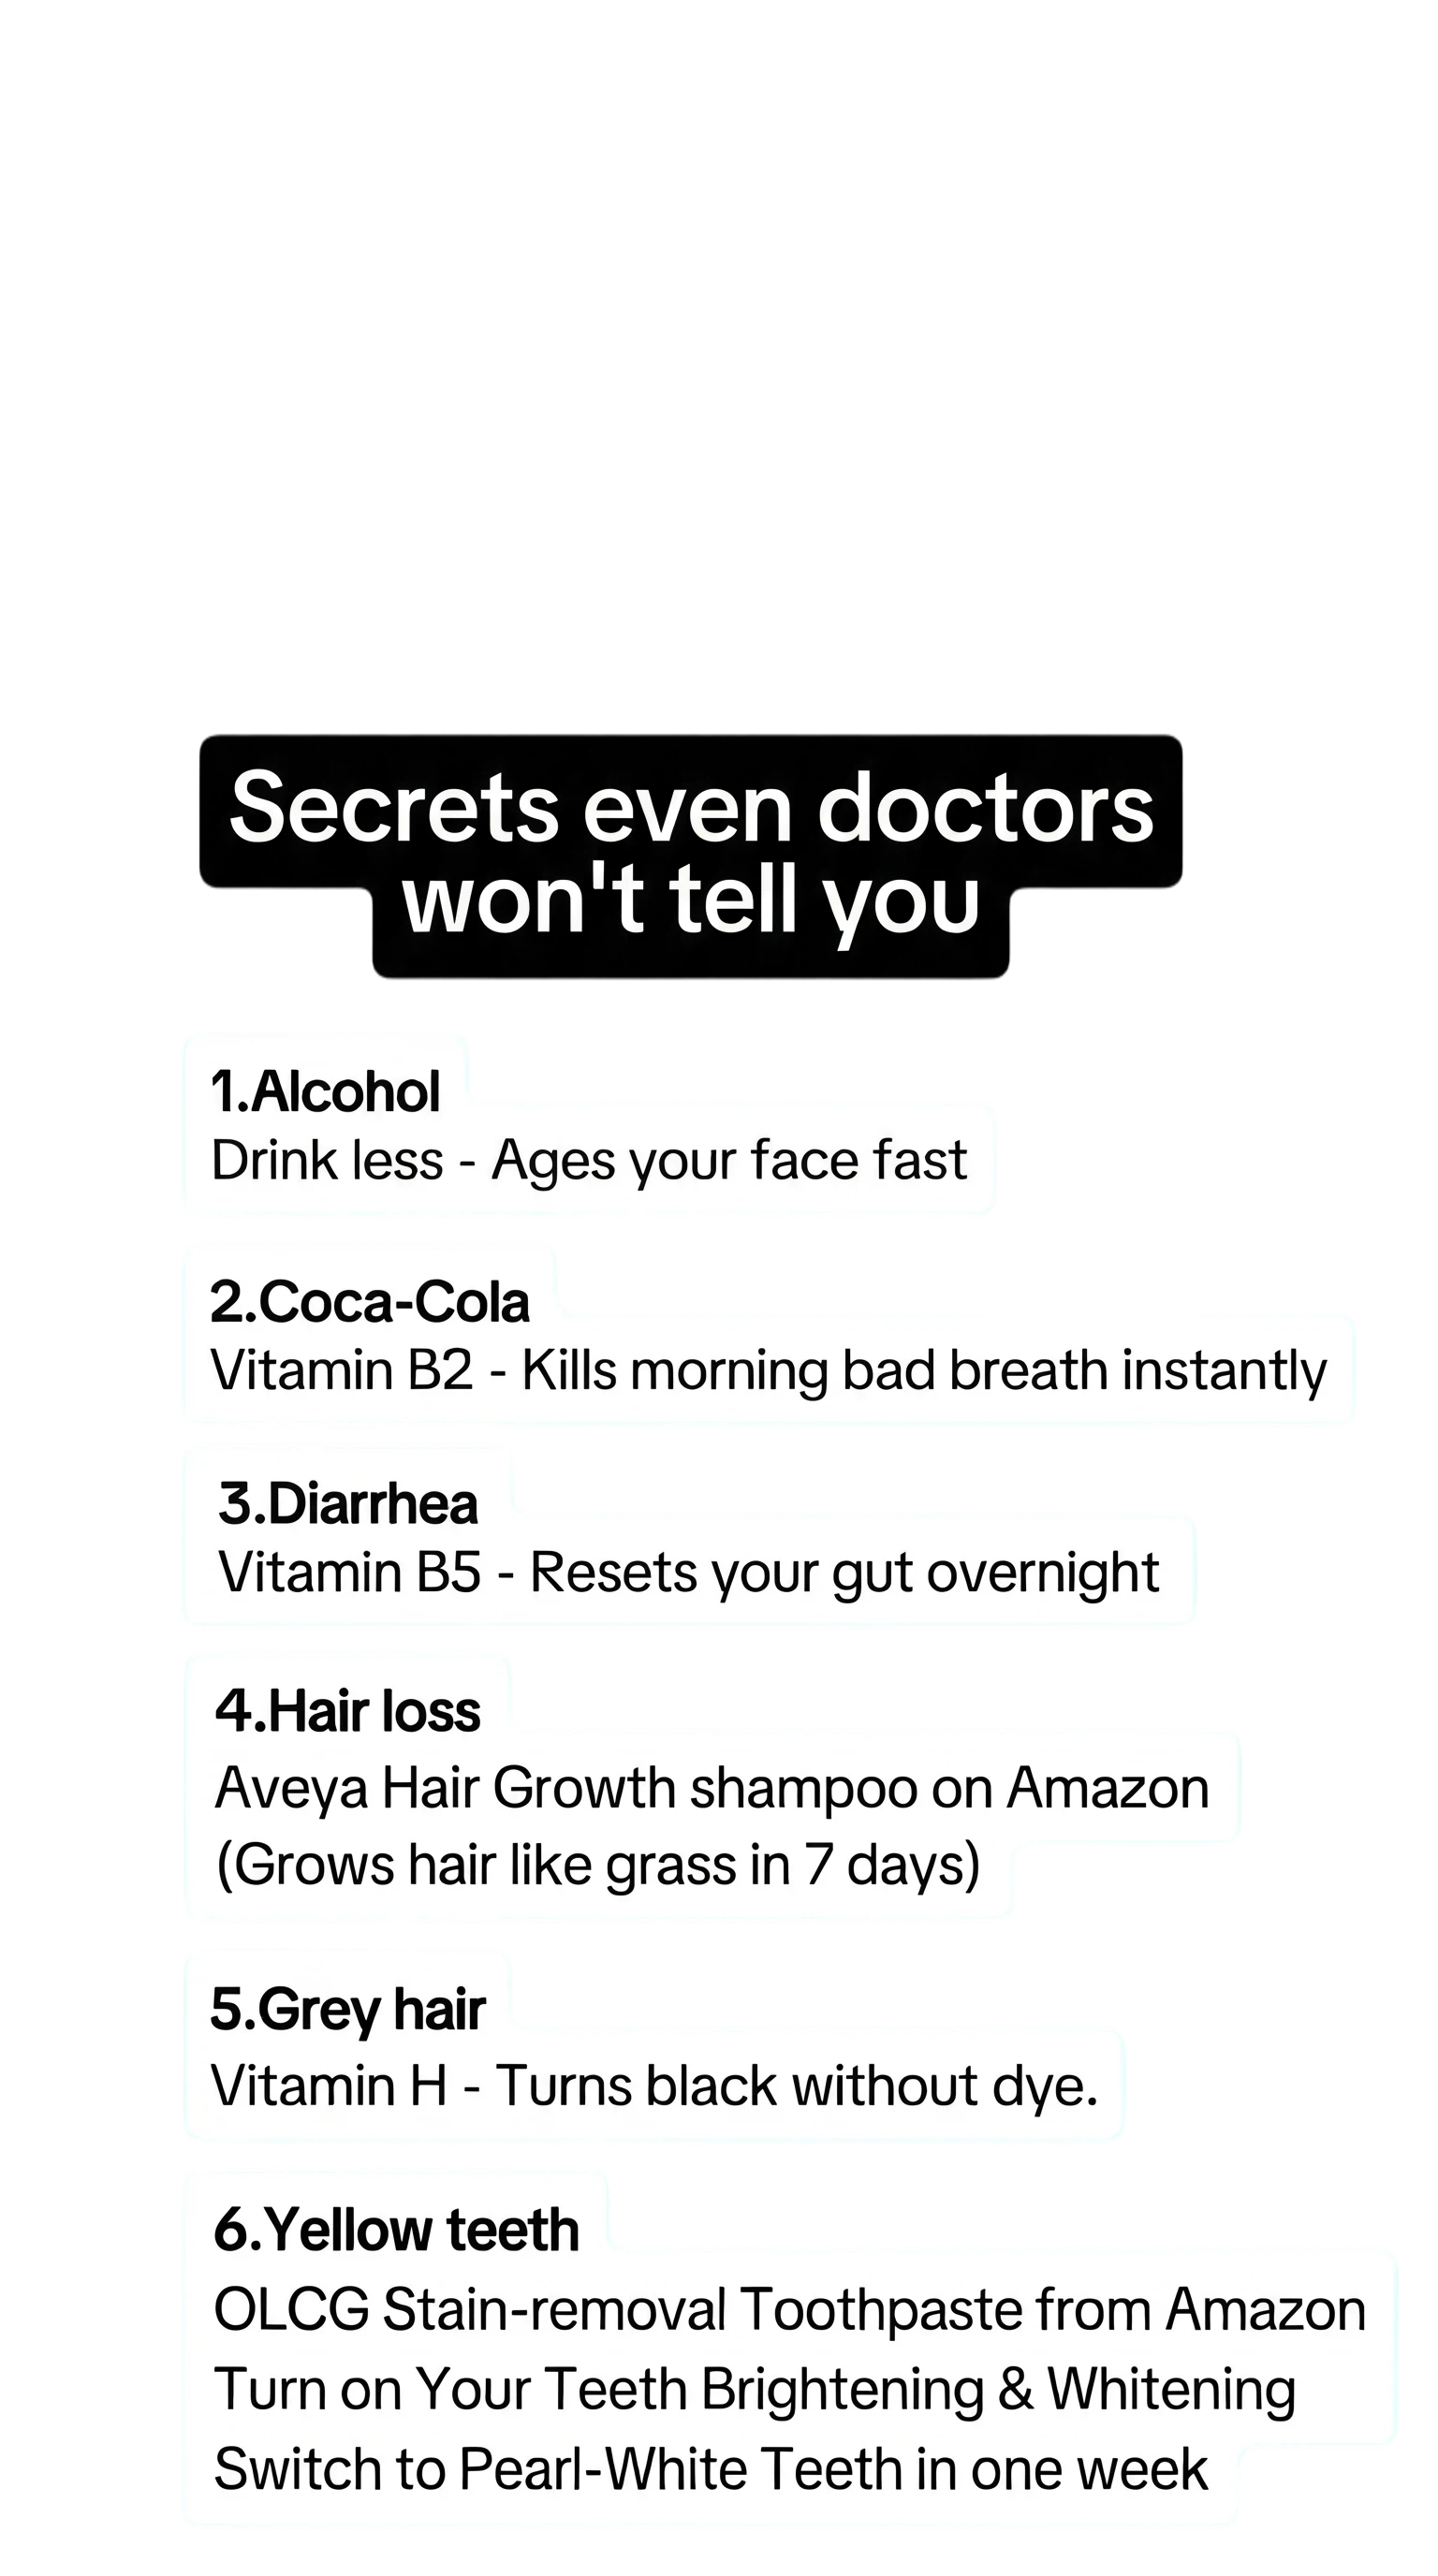 Secrets even doctors
won't tell you
1.Alcohol
Drink less - Ages your face fast
2.Coca-Cola
Vitamin B2 - Kills morning bad breath instantly
3.Diarrhea
Vitamin B5 - Resets your gut overnight
4.Hair loss
Aveya Hair Growth shampoo on Amazon
(Grows hair like grass in 7 days)
5.Grey hair
Vitamin H - Turns black without dye.
6.Yellow teeth
OLCG Stain-removal Toothpaste from Amazon
Turn on Your Teeth Brightening & Whitening
Switch to Pearl-White Teeth in one week